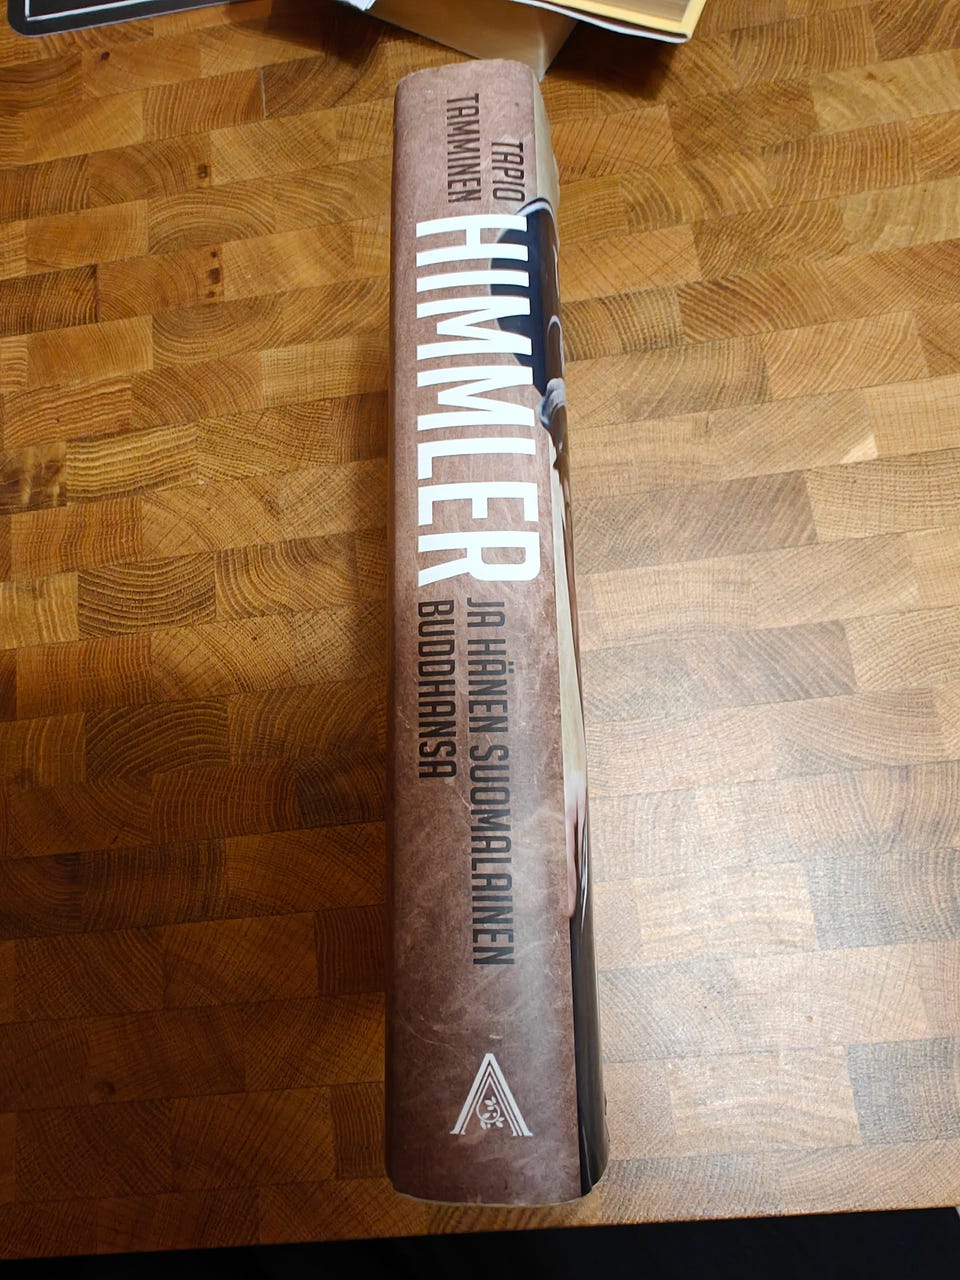 TAPIO
TAMMINEN
HIMMLER
JA HÄNEN SUOMALAINEN
BUDDHANSA